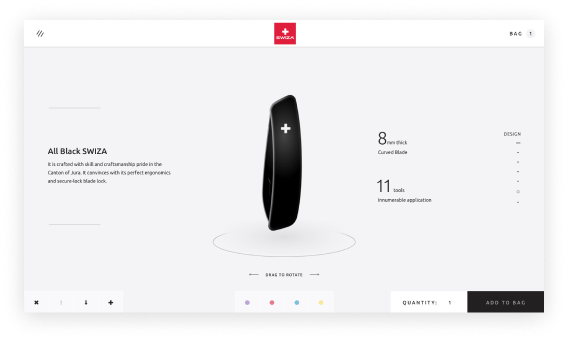 SWIZA
BAG 1
All Black SWIZA
It is crafted with skill and craftsmanship pride in the
Canton of Jura. It convinces with its perfect ergonomics
and secure-lock blade lock.
8 mm thick
Curved Blade
11 tools
Innumerable application
DESIGN
DRAG TO ROTATE
QUANTITY: 1
ADD TO BAG